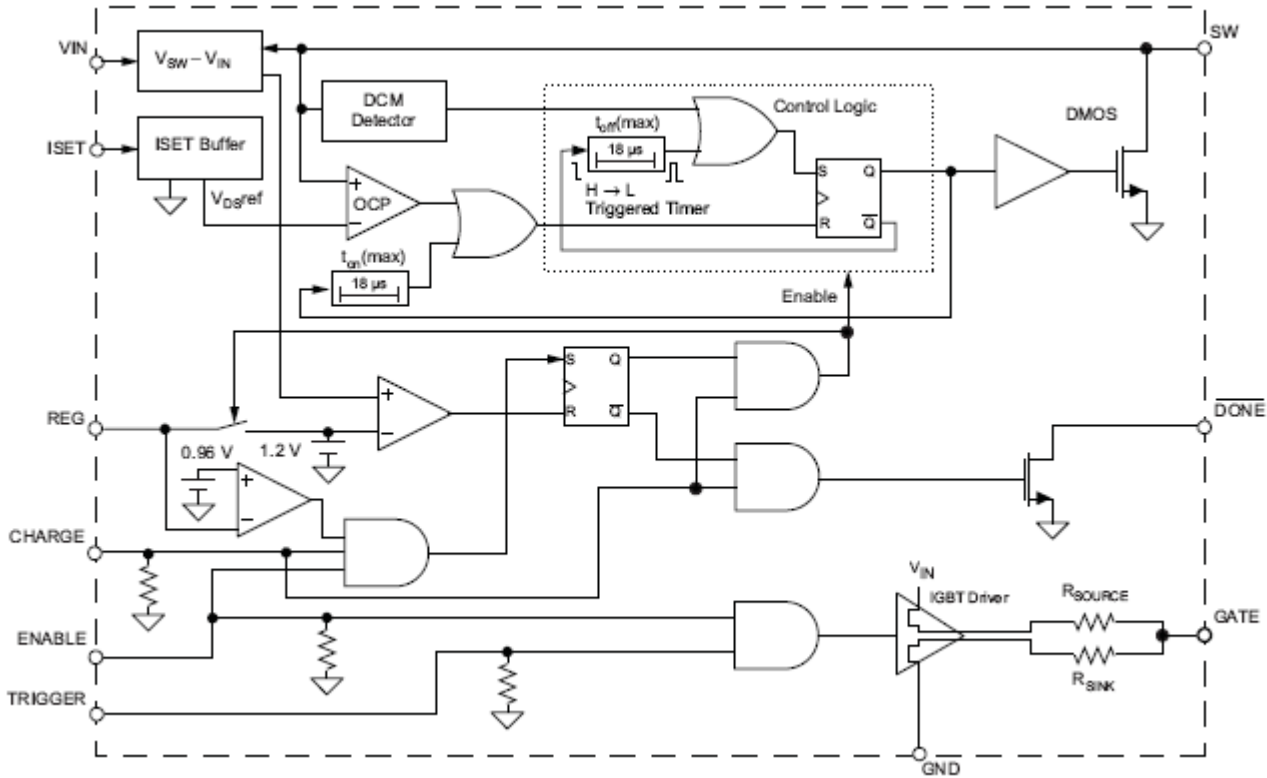 SW
VIN
V_SW – V_IN
DCM
Detector
Control Logic
DMOS
t_off(max)
18 µs
ISET
ISET Buffer
H → L
Triggered Timer
S Q
R Q̅
V_DSref
+
OCP
–
t_on(max)
18 µs
Enable
S Q
R Q̅
+
–
REG
D̅O̅N̅E̅
0.96 V
1.2 V
+
–
CHARGE
V_IN
IGBT Driver
R_SOURCE
GATE
ENABLE
R_SINK
TRIGGER
GND